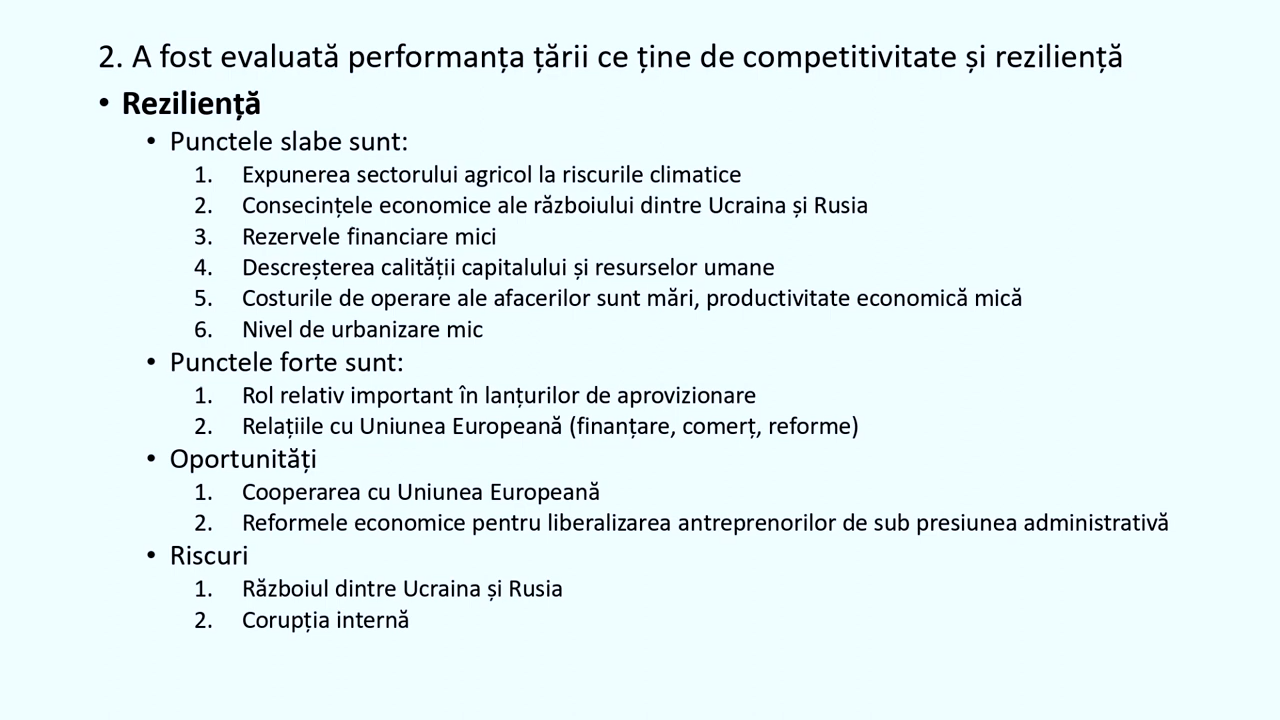 2. A fost evaluată performanța țării ce ține de competitivitate și reziliență
• Reziliență
• Punctele slabe sunt:
1. Expunerea sectorului agricol la riscurile climatice
2. Consecințele economice ale războiului dintre Ucraina și Rusia
3. Rezervele financiare mici
4. Descreșterea calității capitalului și resurselor umane
5. Costurile de operare ale afacerilor sunt mări, productivitate economică mică
6. Nivel de urbanizare mic
• Punctele forte sunt:
1. Rol relativ important în lanțurilor de aprovizionare
2. Relațiile cu Uniunea Europeană (finanțare, comerț, reforme)
• Oportunități
1. Cooperarea cu Uniunea Europeană
2. Reformele economice pentru liberalizarea antreprenorilor de sub presiunea administrativă
• Riscuri
1. Războiul dintre Ucraina și Rusia
2. Corupția internă